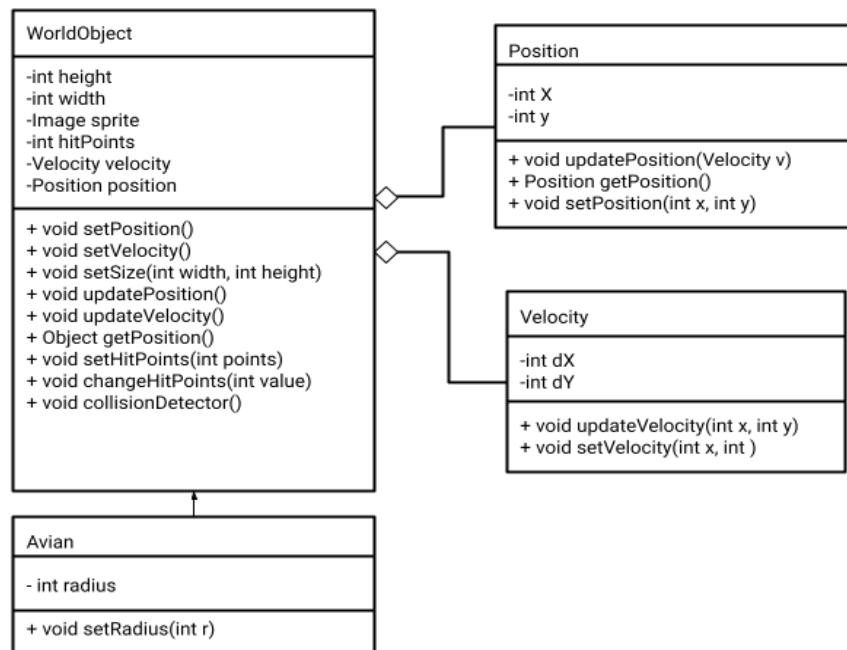 WorldObject
-int height
-int width
-Image sprite
-int hitPoints
-Velocity velocity
-Position position
+ void setPosition()
+ void setVelocity()
+ void setSize(int width, int height)
+ void updatePosition()
+ void updateVelocity()
+ Object getPosition()
+ void setHitPoints(int points)
+ void changeHitPoints(int value)
+ void collisionDetector()
Position
-int X
-int y
+ void updatePosition(Velocity v)
+ Position getPosition()
+ void setPosition(int x, int y)
Velocity
-int dX
-int dY
+ void updateVelocity(int x, int y)
+ void setVelocity(int x, int )
Avian
- int radius
+ void setRadius(int r)